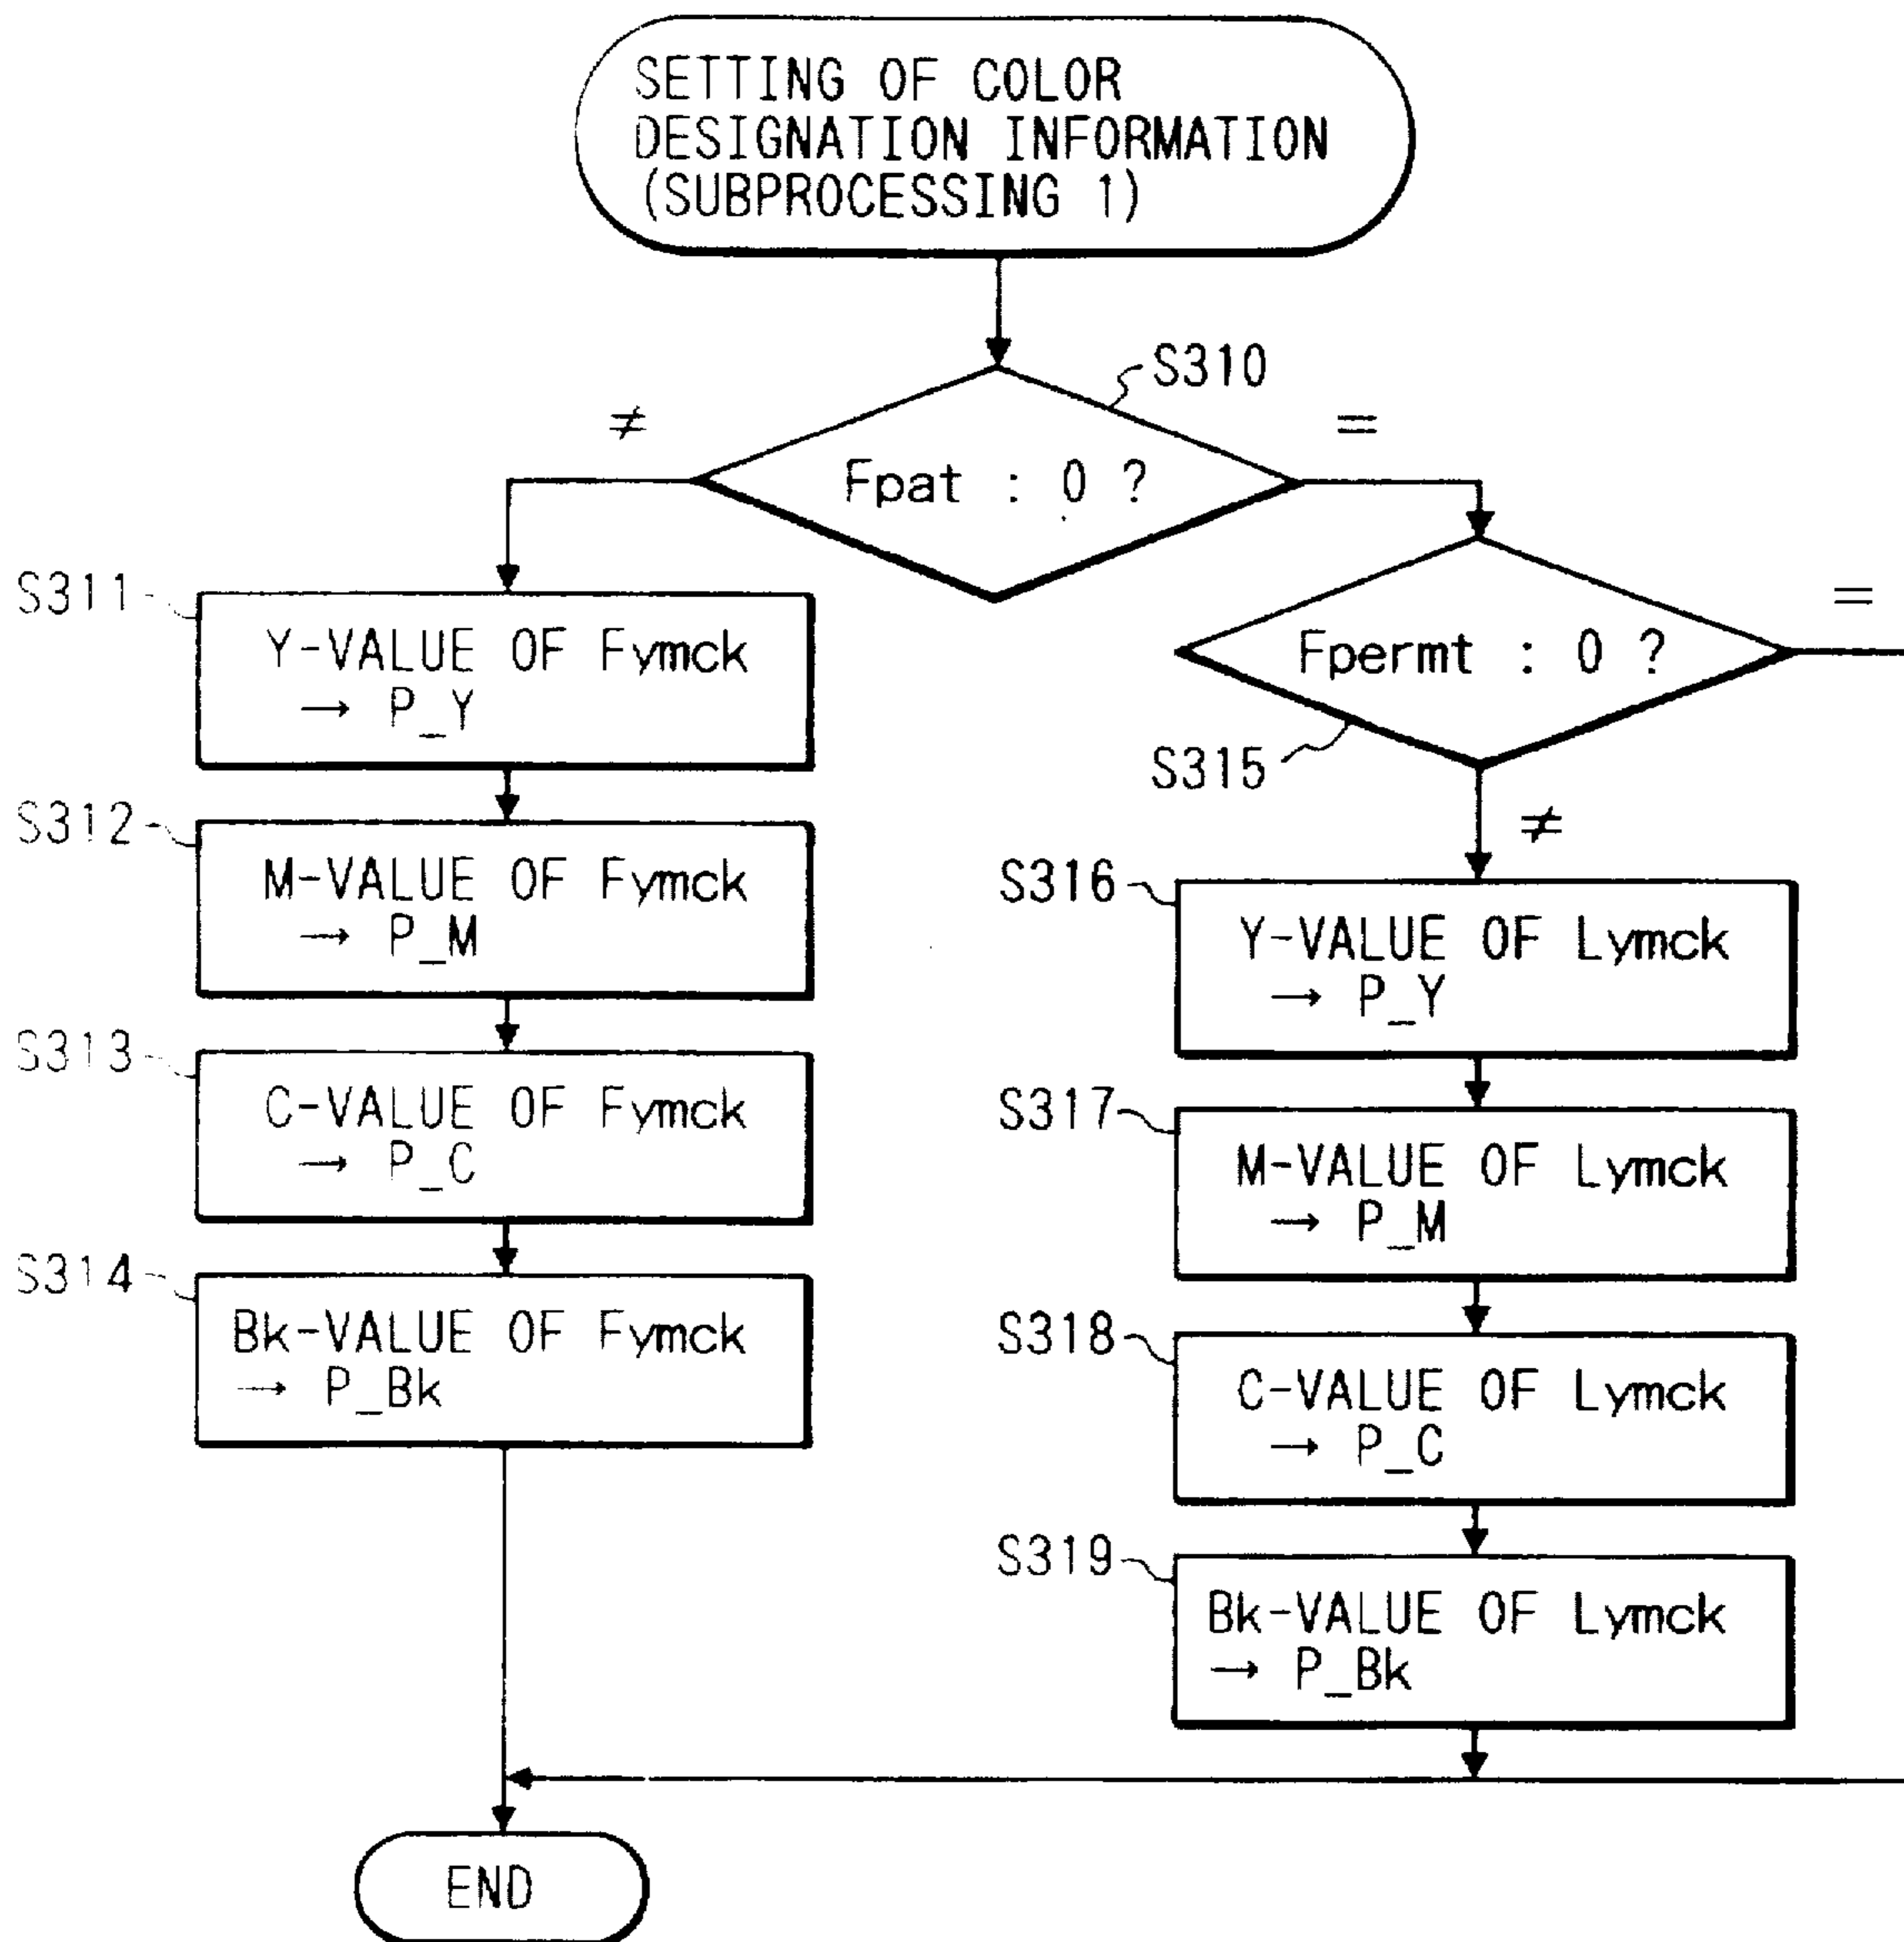 SETTING OF COLOR
DESIGNATION INFORMATION
(SUBPROCESSING 1)
S310
≠
=
Fpat : 0 ?
S311
Y-VALUE OF Fymck
→ P_Y
S312
M-VALUE OF Fymck
→ P_M
S313
C-VALUE OF Fymck
→ P_C
S314
Bk-VALUE OF Fymck
→ P_Bk
=
Fpermt : 0 ?
S315
≠
S316
Y-VALUE OF Lymck
→ P_Y
S317
M-VALUE OF Lymck
→ P_M
S318
C-VALUE OF Lymck
→ P_C
S319
Bk-VALUE OF Lymck
→ P_Bk
END